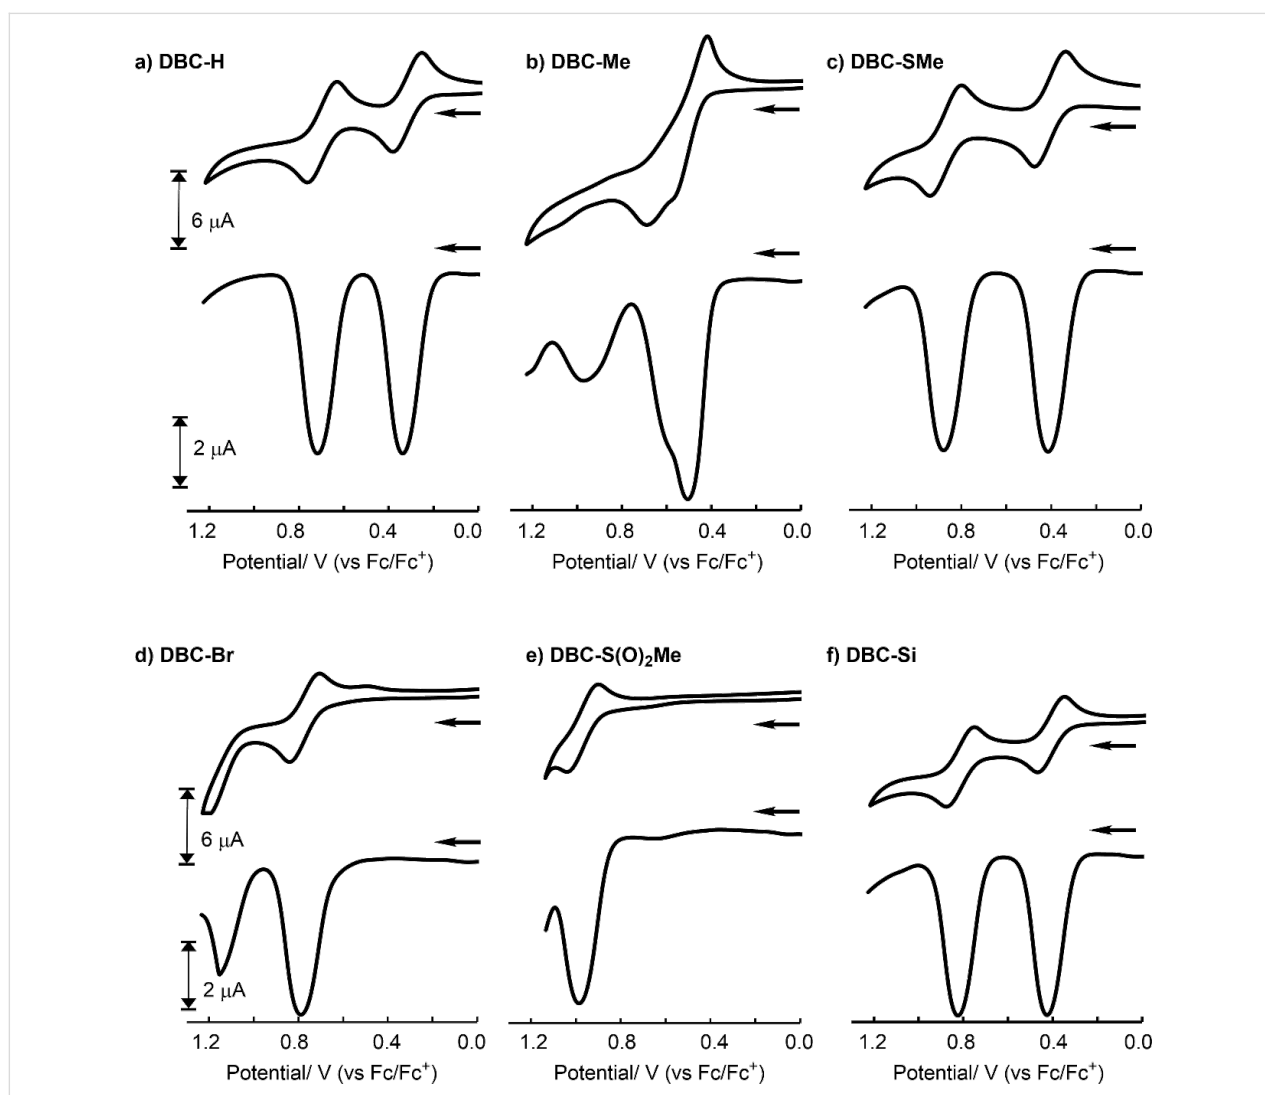 a) DBC-H
b) DBC-Me
c) DBC-SMe
6 μA
2 μA
1.2 0.8 0.4 0.0
1.2 0.8 0.4 0.0
1.2 0.8 0.4 0.0
Potential/ V (vs Fc/Fc⁺)
Potential/ V (vs Fc/Fc⁺)
Potential/ V (vs Fc/Fc⁺)
d) DBC-Br
e) DBC-S(O)₂Me
f) DBC-Si
6 μA
2 μA
1.2 0.8 0.4 0.0
1.2 0.8 0.4 0.0
1.2 0.8 0.4 0.0
Potential/ V (vs Fc/Fc⁺)
Potential/ V (vs Fc/Fc⁺)
Potential/ V (vs Fc/Fc⁺)